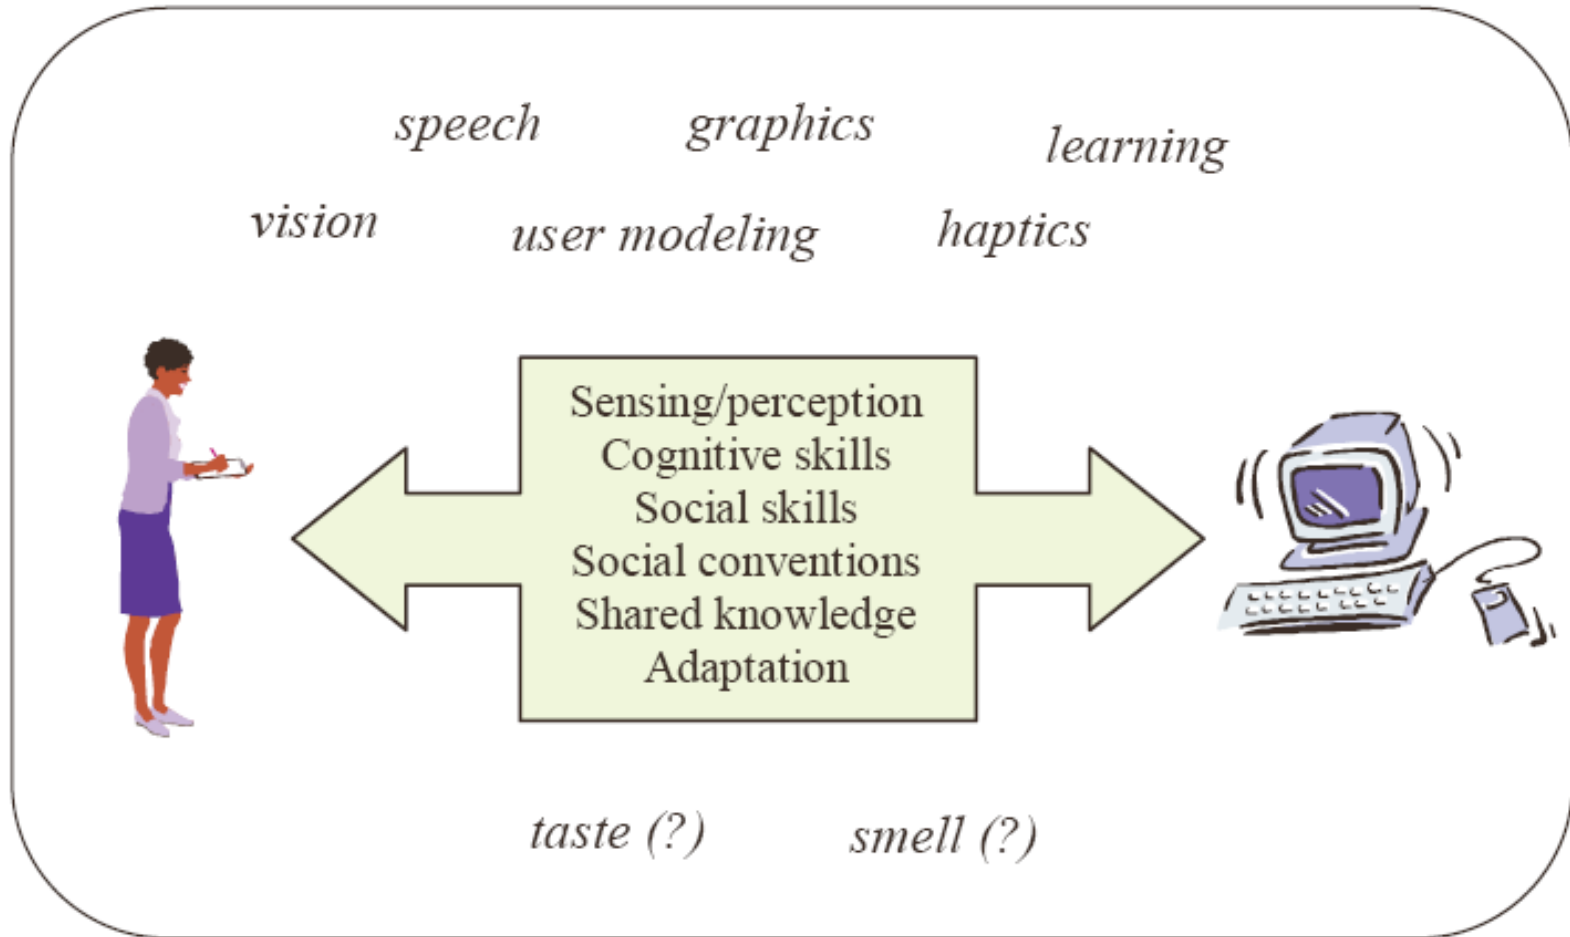 speech graphics learning
vision user modeling haptics
Sensing/perception
Cognitive skills
Social skills
Social conventions
Shared knowledge
Adaptation
taste (?) smell (?)